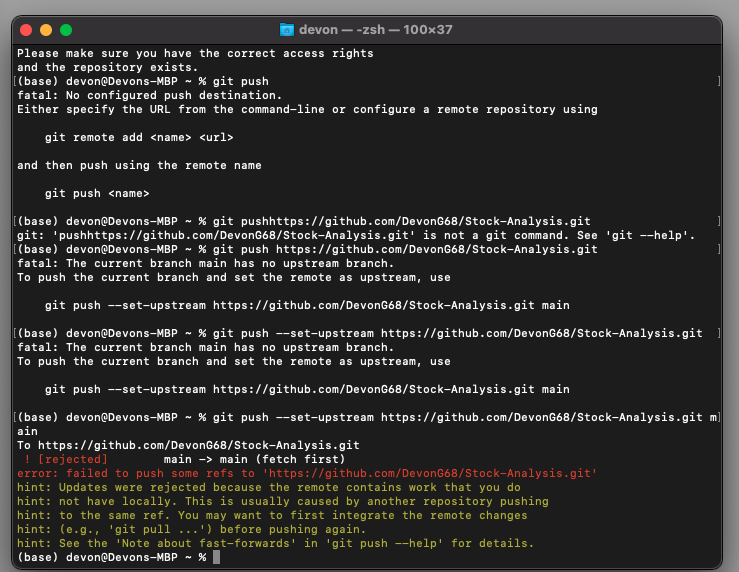 devon — -zsh — 100×37
Please make sure you have the correct access rights
and the repository exists.
[(base) devon@Devons-MBP ~ % git push ]
fatal: No configured push destination.
Either specify the URL from the command-line or configure a remote repository using
    git remote add <name> <url>
and then push using the remote name
    git push <name>
[(base) devon@Devons-MBP ~ % git pushhttps://github.com/DevonG68/Stock-Analysis.git ]
git: 'pushhttps://github.com/DevonG68/Stock-Analysis.git' is not a git command. See 'git --help'.
[(base) devon@Devons-MBP ~ % git push https://github.com/DevonG68/Stock-Analysis.git ]
fatal: The current branch main has no upstream branch.
To push the current branch and set the remote as upstream, use
    git push --set-upstream https://github.com/DevonG68/Stock-Analysis.git main
[(base) devon@Devons-MBP ~ % git push --set-upstream https://github.com/DevonG68/Stock-Analysis.git ]
fatal: The current branch main has no upstream branch.
To push the current branch and set the remote as upstream, use
    git push --set-upstream https://github.com/DevonG68/Stock-Analysis.git main
[(base) devon@Devons-MBP ~ % git push --set-upstream https://github.com/DevonG68/Stock-Analysis.git m]
ain
To https://github.com/DevonG68/Stock-Analysis.git
 ! [rejected]        main -> main (fetch first)
error: failed to push some refs to 'https://github.com/DevonG68/Stock-Analysis.git'
hint: Updates were rejected because the remote contains work that you do
hint: not have locally. This is usually caused by another repository pushing
hint: to the same ref. You may want to first integrate the remote changes
hint: (e.g., 'git pull ...') before pushing again.
hint: See the 'Note about fast-forwards' in 'git push --help' for details.
(base) devon@Devons-MBP ~ %